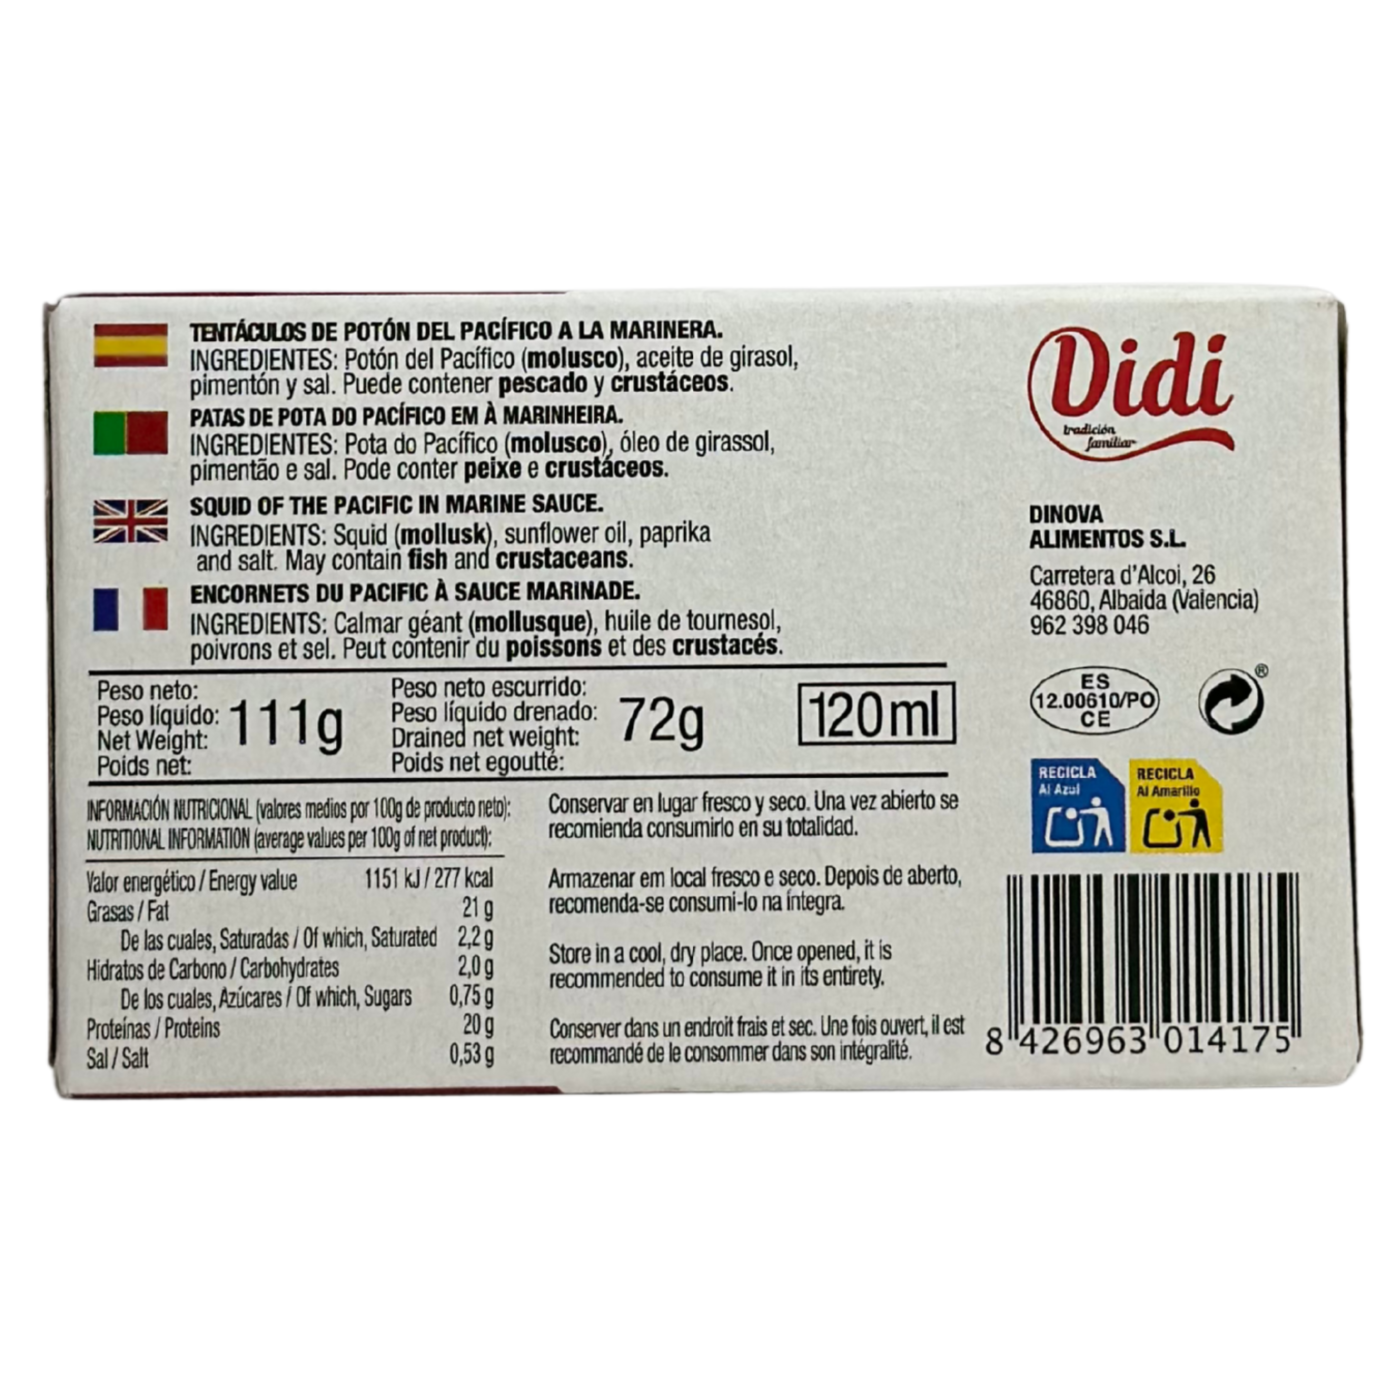 TENTÁCULOS DE POTÓN DEL PACÍFICO A LA MARINERA.
INGREDIENTES: Potón del Pacífico (molusco), aceite de girasol,
pimentón y sal. Puede contener pescado y crustáceos.
PATAS DE POTA DO PACÍFICO EM À MARINHEIRA.
INGREDIENTES: Pota do Pacífico (molusco), óleo de girassol,
pimentão e sal. Pode conter peixe e crustáceos.
SQUID OF THE PACIFIC IN MARINE SAUCE.
INGREDIENTS: Squid (mollusk), sunflower oil, paprika
and salt. May contain fish and crustaceans.
ENCORNETS DU PACIFIC À SAUCE MARINADE.
INGREDIENTS: Calmar géant (mollusque), huile de tournesol,
poivrons et sel. Peut contenir du poissons et des crustacés.
Peso neto:
Peso líquido:
Net Weight:
Poids net:
111g
Peso neto escurrido:
Peso líquido drenado:
Drained net weight:
Poids net egoutté:
72g
120ml
INFORMACIÓN NUTRICIONAL (valores medios por 100g de producto neto):
NUTRITIONAL INFORMATION (average values per 100g of net product):
Valor energético / Energy value 1151 kJ / 277 kcal
Grasas / Fat 21 g
De las cuales, Saturadas / Of which, Saturated 2,2 g
Hidratos de Carbono / Carbohydrates 2,0 g
De los cuales, Azúcares / Of which, Sugars 0,75 g
Proteínas / Proteins 20 g
Sal / Salt 0,53 g
Conservar en lugar fresco y seco. Una vez abierto se
recomienda consumirlo en su totalidad.
Armazenar em local fresco e seco. Depois de aberto,
recomenda-se consumi-lo na íntegra.
Store in a cool, dry place. Once opened, it is
recommended to consume it in its entirety.
Conserver dans un endroit frais et sec. Une fois ouvert, il est
recommandé de le consommer dans son intégralité.
Didi
tradición
familiar
DINOVA
ALIMENTOS S.L.
Carretera d'Alcoi, 26
46860, Albaida (Valencia)
962 398 046
ES
12.00610/PO
CE
®
RECICLA
Al Azul
RECICLA
Al Amarillo
8 426963 014175